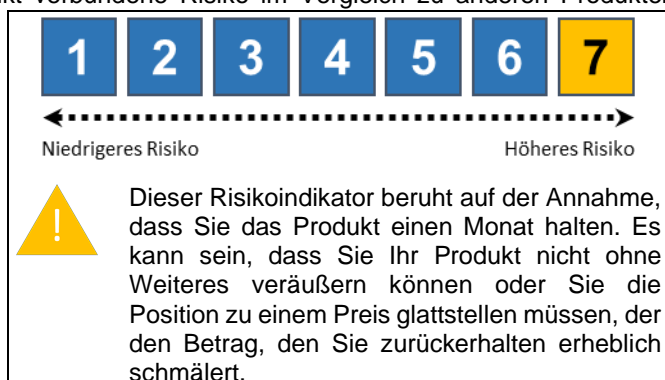 verbundene Risiko im Vergleich zu anderen
1 2 3 4 5 6 7
Niedrigeres Risiko Höheres Risiko
!
Dieser Risikoindikator beruht auf der Annahme,
dass Sie das Produkt einen Monat halten. Es
kann sein, dass Sie Ihr Produkt nicht ohne
Weiteres veräußern können oder Sie die
Position zu einem Preis glattstellen müssen, der
den Betrag, den Sie zurückerhalten erheblich
schmälert.